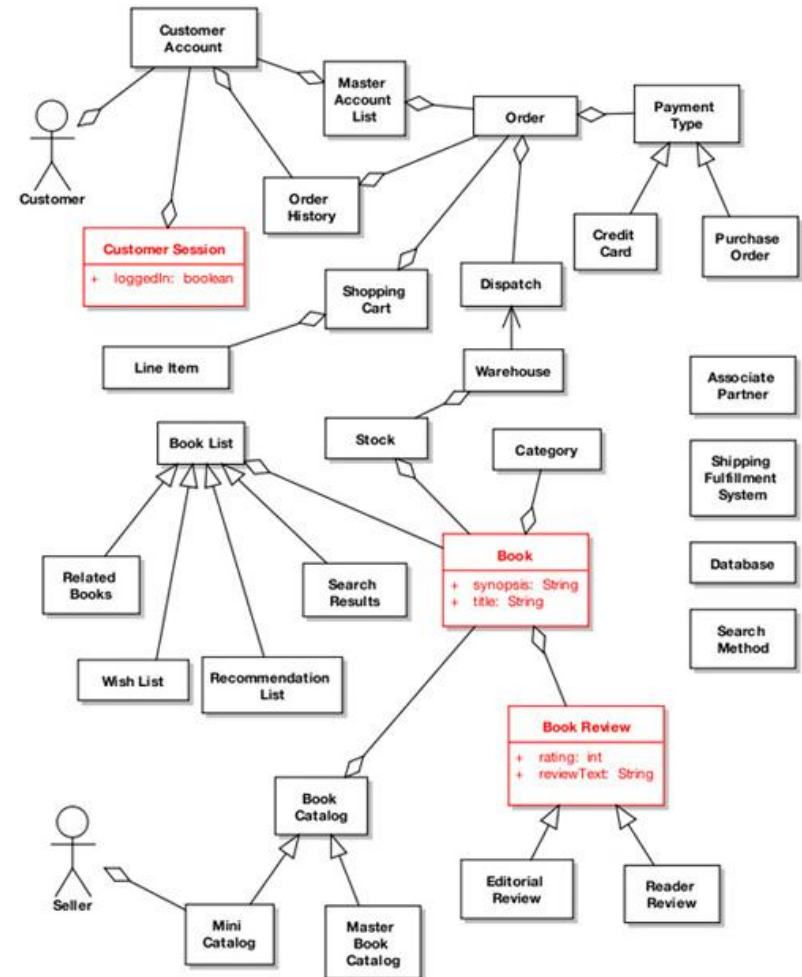 Customer
Account
Master
Account
List
Order
Payment
Type
Customer
Order
History
Credit
Card
Purchase
Order
Customer Session
+ loggedIn: boolean
Shopping
Cart
Dispatch
Line Item
Warehouse
Associate
Partner
Book List
Stock
Category
Shipping
Fulfillment
System
Book
+ synopsis: String
+ title: String
Database
Related
Books
Search
Results
Search
Method
Wish List
Recommendation
List
Book Review
+ rating: int
+ reviewText: String
Book
Catalog
Seller
Editorial
Review
Reader
Review
Mini
Catalog
Master
Book
Catalog